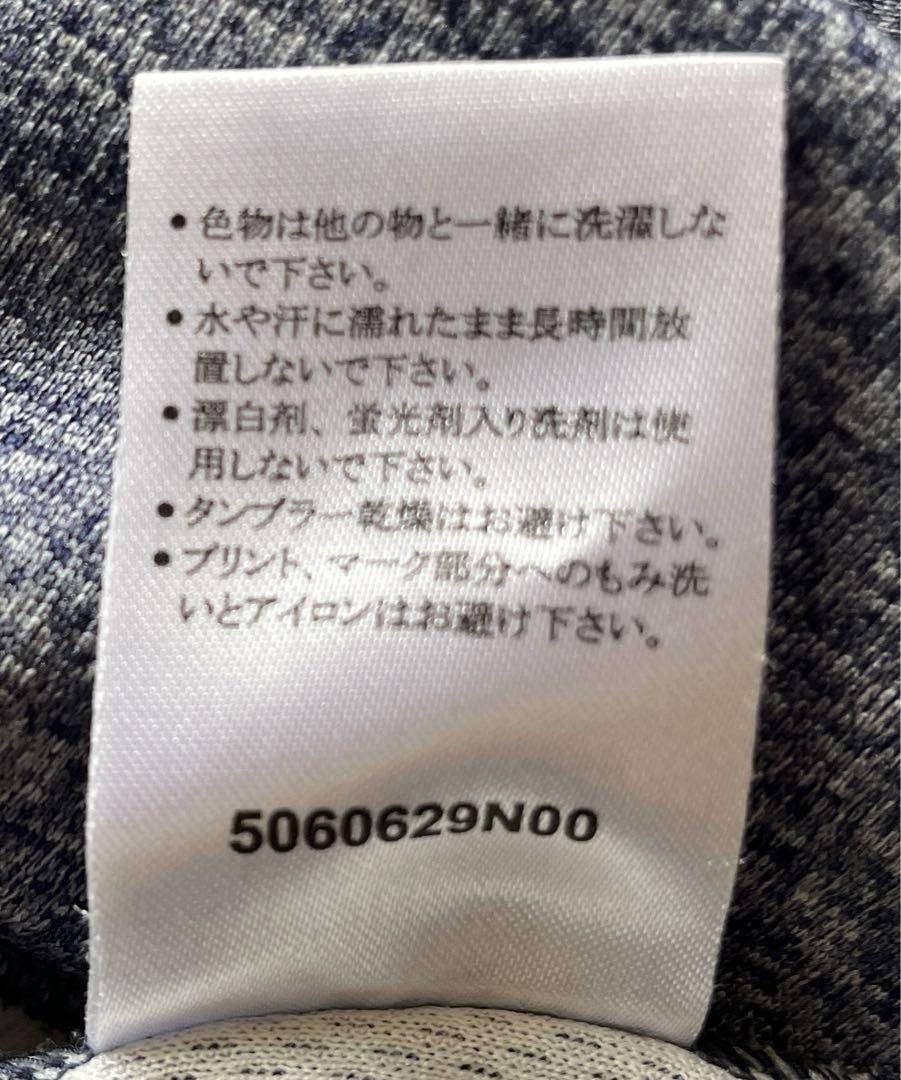 •色物は他の物と一緒に洗濯しな
いで下さい。
•水や汗に濡れたまま長時間放
置しないで下さい。
•漂白剤、蛍光剤入り洗剤は使
用しないで下さい。
•タンブラー乾燥はお避け下さい。
•プリント、マーク部分へのもみ洗
いとアイロンはお避け下さい。
5060629N00